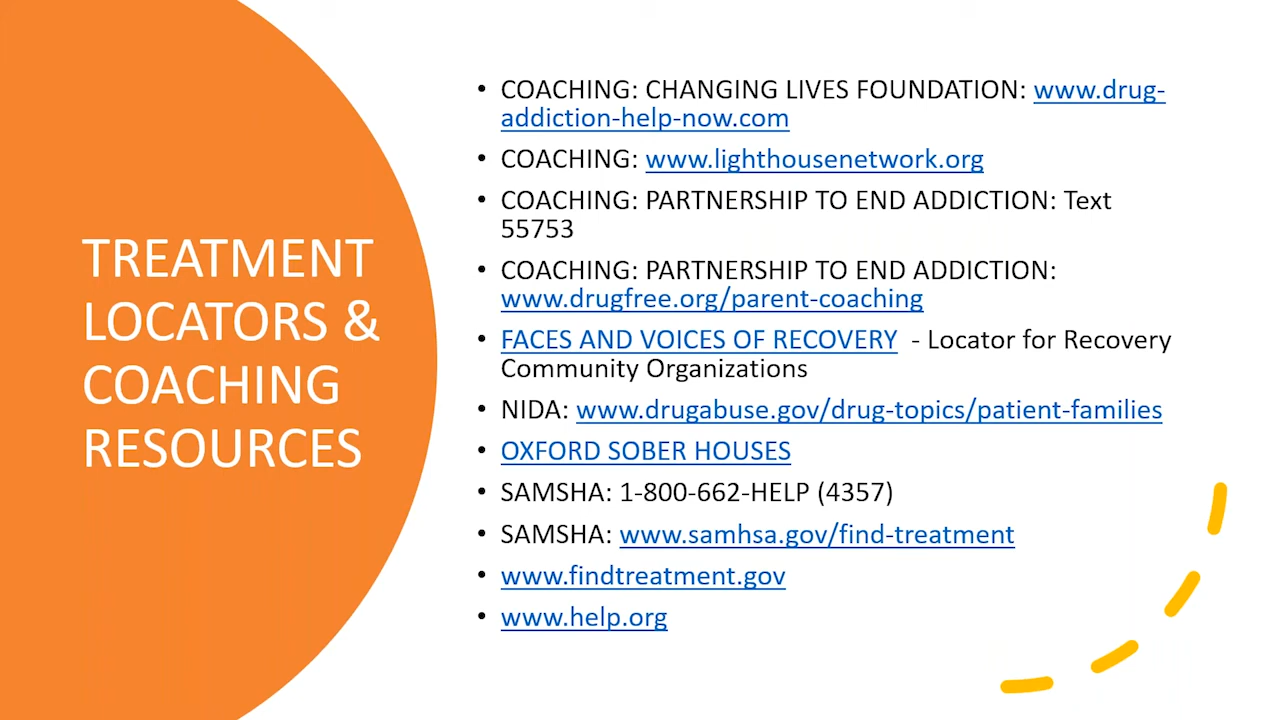 TREATMENT
LOCATORS &
COACHING
RESOURCES
• COACHING: CHANGING LIVES FOUNDATION: www.drug-
addiction-help-now.com
• COACHING: www.lighthousenetwork.org
• COACHING: PARTNERSHIP TO END ADDICTION: Text
55753
• COACHING: PARTNERSHIP TO END ADDICTION:
www.drugfree.org/parent-coaching
• FACES AND VOICES OF RECOVERY - Locator for Recovery
Community Organizations
• NIDA: www.drugabuse.gov/drug-topics/patient-families
• OXFORD SOBER HOUSES
• SAMSHA: 1-800-662-HELP (4357)
• SAMSHA: www.samhsa.gov/find-treatment
• www.findtreatment.gov
• www.help.org